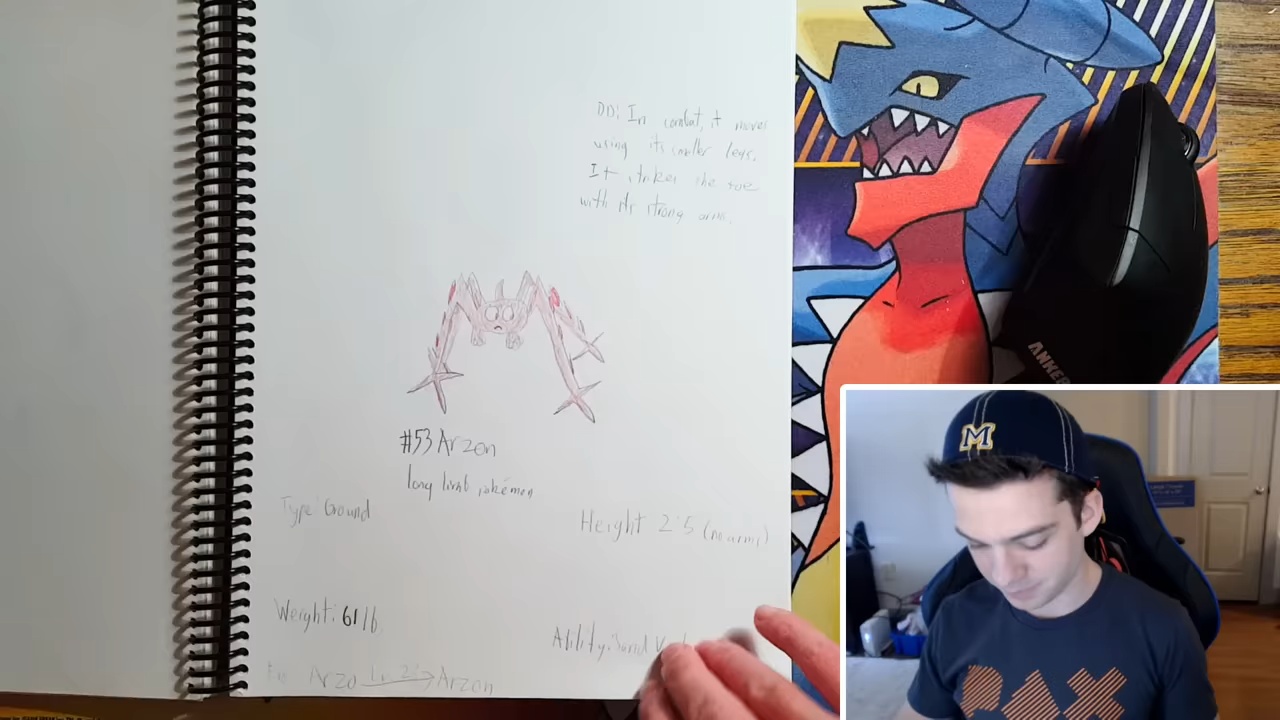 DD: In combat, it moves
using its smaller legs.
It strikes the foe
with its strong arms.
#53 Arzon
long limb pokémon
Type: Ground
Height 2'5 (no arms)
Weight: 61 lb.
Ability: Sand
Arzo Lv 2 → Arzon
ANKER
M
PAX